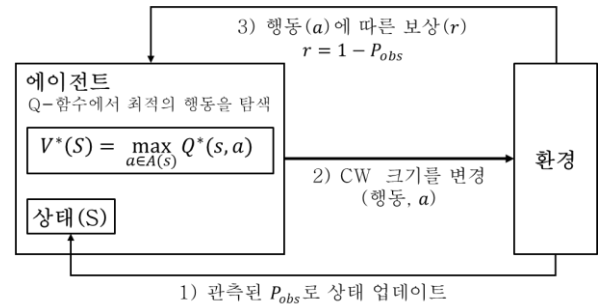 3) 행동(a)에 따른 보상(r)
r = 1 − P_obs
에이전트
Q−함수에서 최적의 행동을 탐색
V*(S) = max_{a∈A(s)} Q*(s, a)
상태(S)
2) CW 크기를 변경
(행동, a)
환경
1) 관측된 P_obs로 상태 업데이트